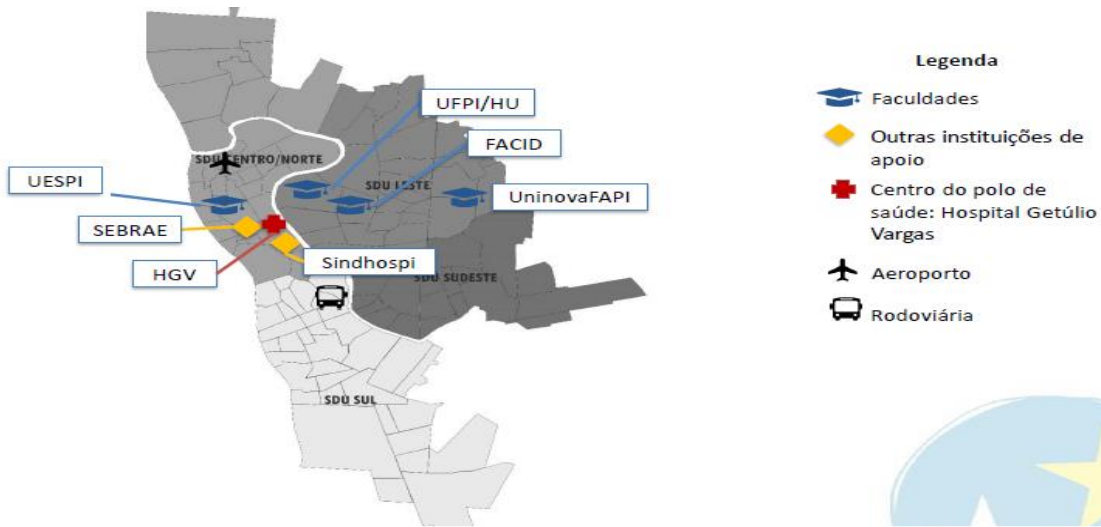 UFPI/HU
FACID
SDU CENTRO/NORTE
UESPI
SDU LESTE
UninovaFAPI
SEBRAE
HGV
Sindhospi
SDU SUDESTE
SDU SUL
Legenda
Faculdades
Outras instituições de
apoio
Centro do polo de
saúde: Hospital Getúlio
Vargas
Aeroporto
Rodoviária